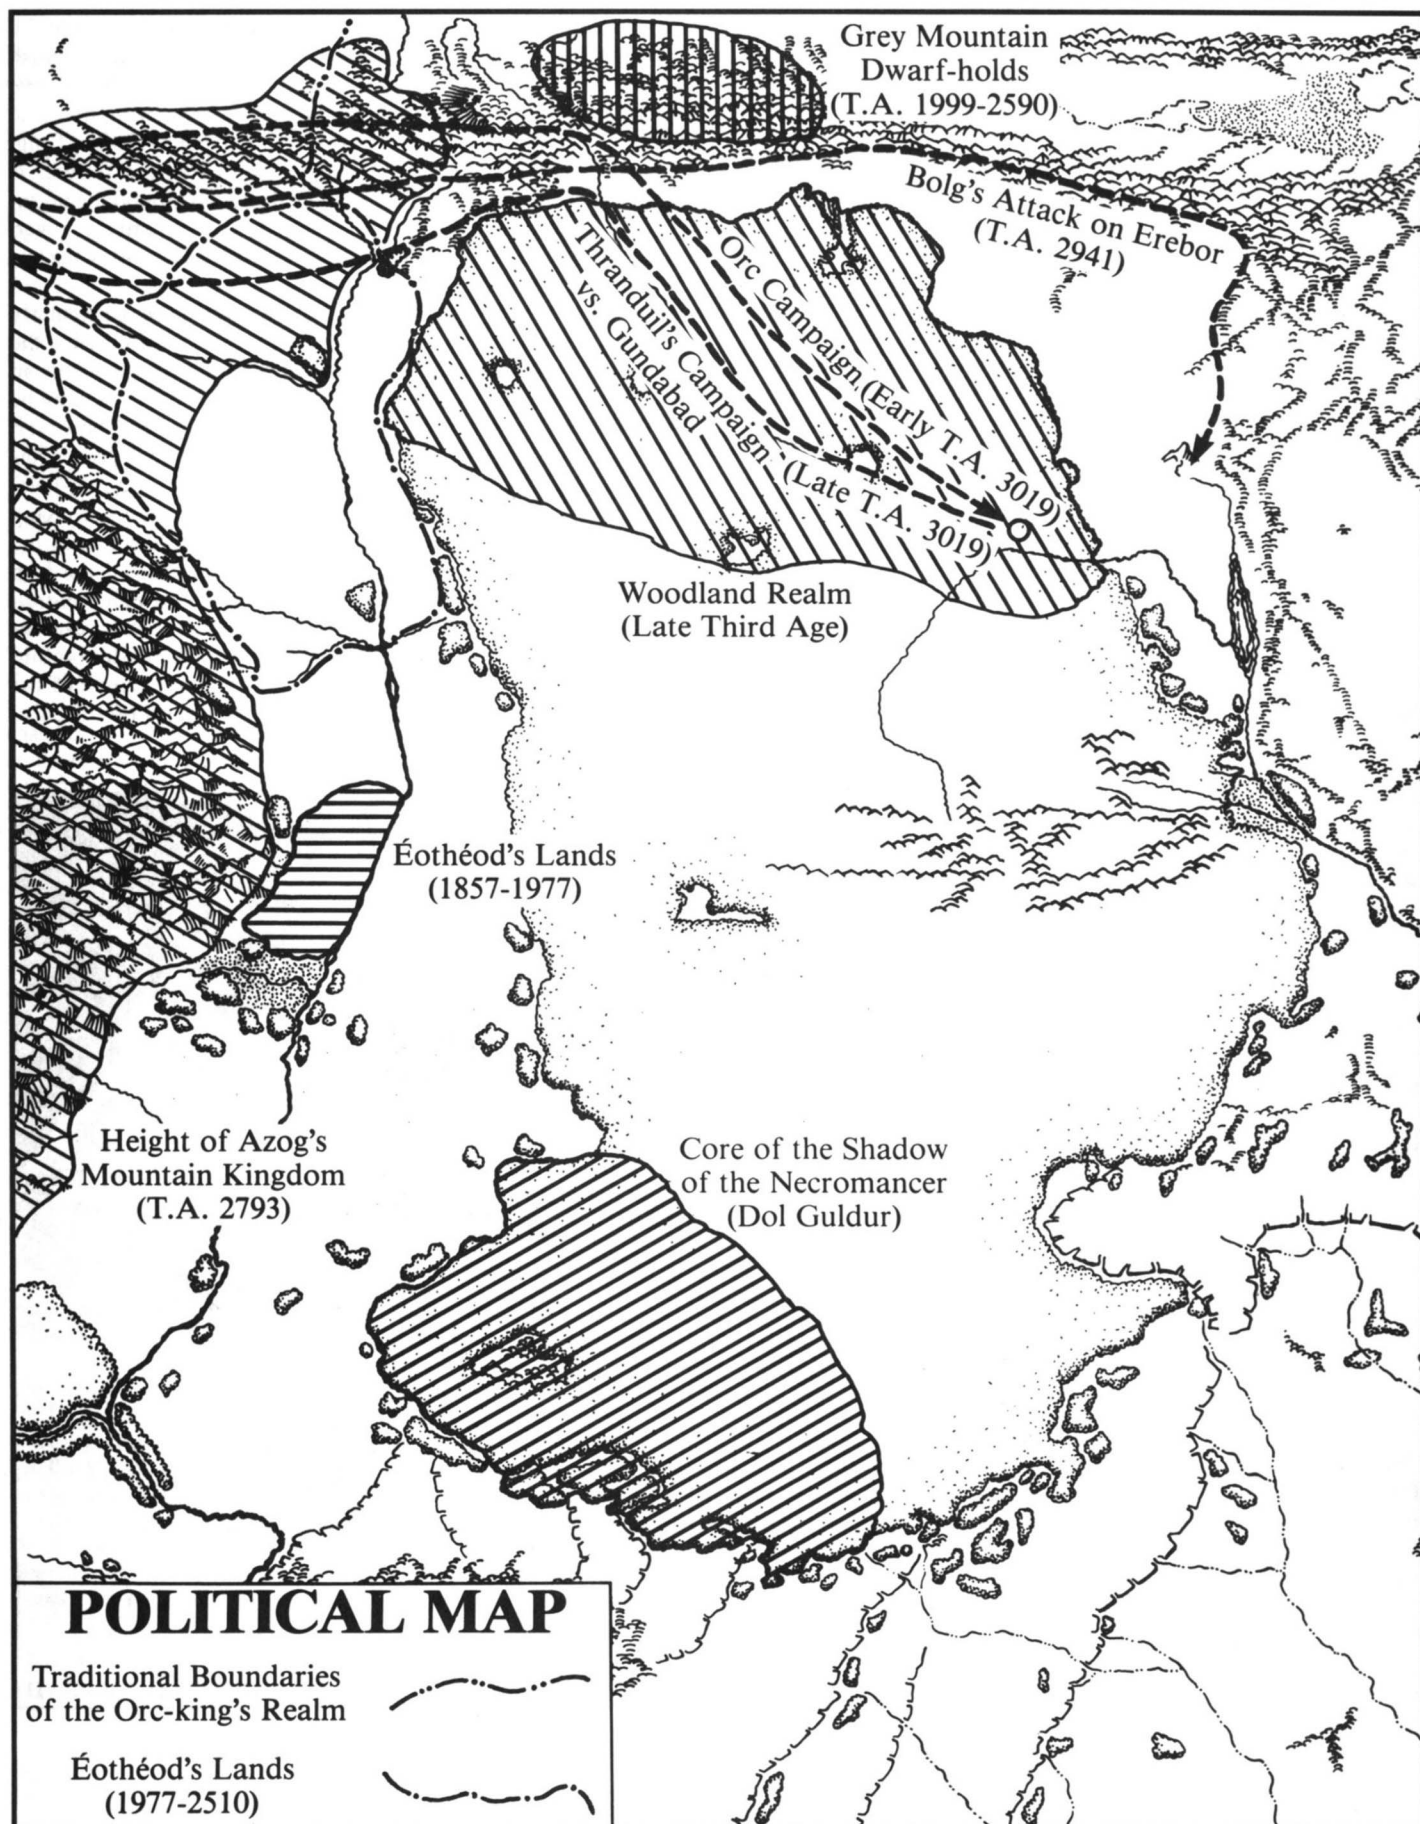 Grey Mountain
Dwarf-holds
(T.A. 1999-2590)
Bolg's Attack on Erebor
(T.A. 2941)
Orc Campaign (Early T.A. 3019)
Thranduil's Campaign (Late T.A. 3019)
vs. Gundabad
Woodland Realm
(Late Third Age)
Éothéod's Lands
(1857-1977)
Height of Azog's
Mountain Kingdom
(T.A. 2793)
Core of the Shadow
of the Necromancer
(Dol Guldur)
POLITICAL MAP
Traditional Boundaries
of the Orc-king's Realm
Éothéod's Lands
(1977-2510)